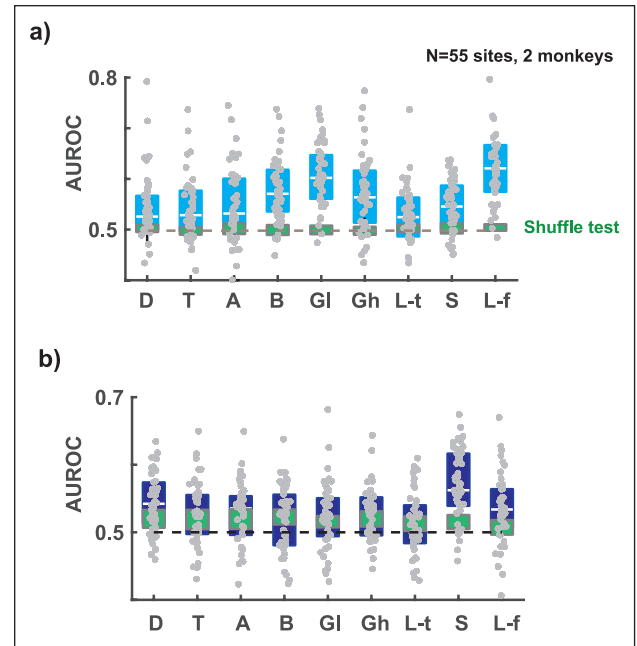 a)
N=55 sites, 2 monkeys
0.8
AUROC
0.5
Shuffle test
D T A B Gl Gh L-t S L-f
b)
0.7
AUROC
0.5
D T A B Gl Gh L-t S L-f